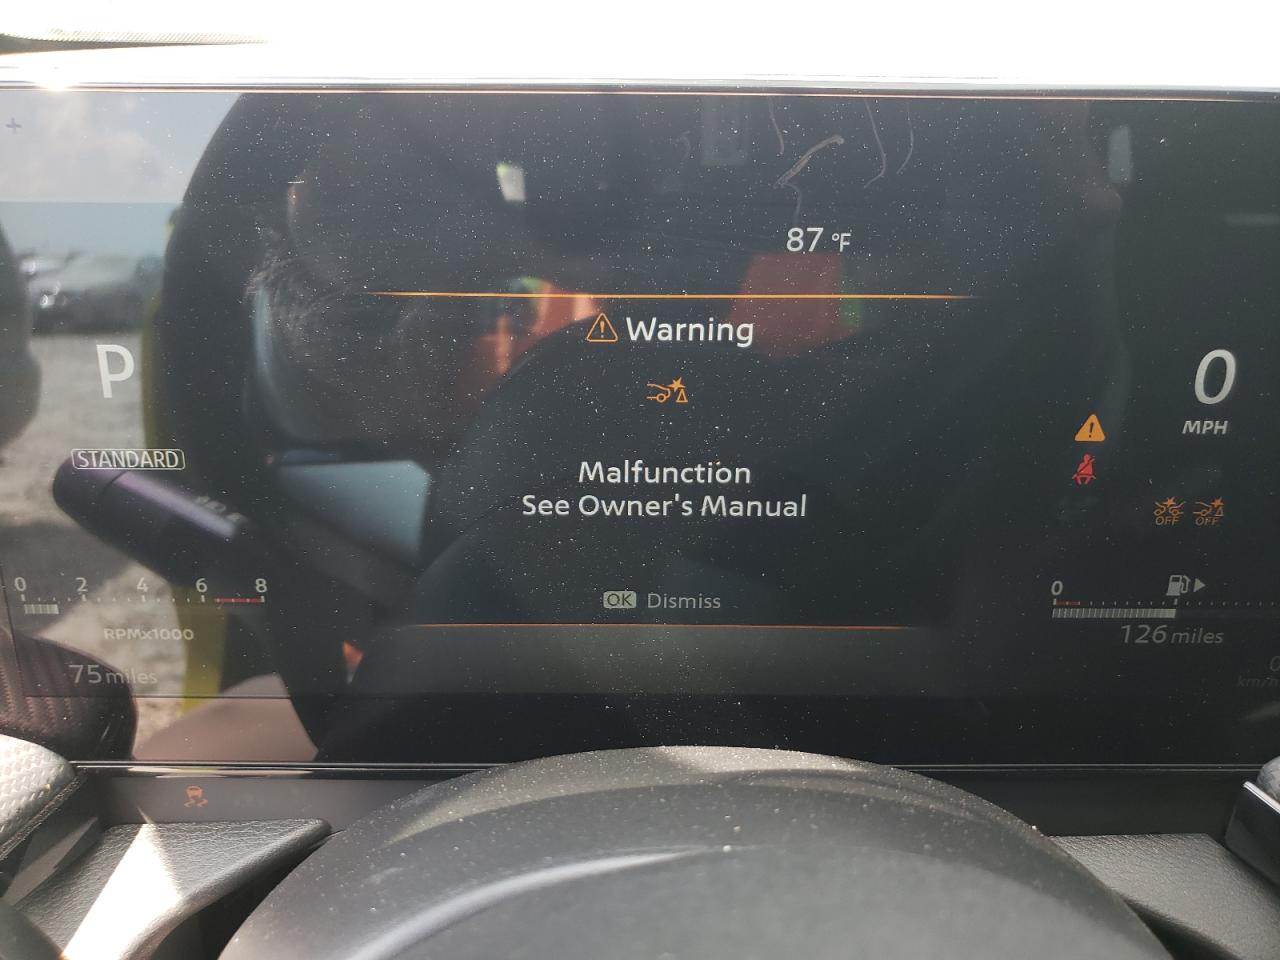 87 °F
Warning
P
0
MPH
STANDARD
Malfunction
See Owner's Manual
OFF OFF
0 2 4 6 8
0
OK Dismiss
RPMx1000
126 miles
75 miles
km/h